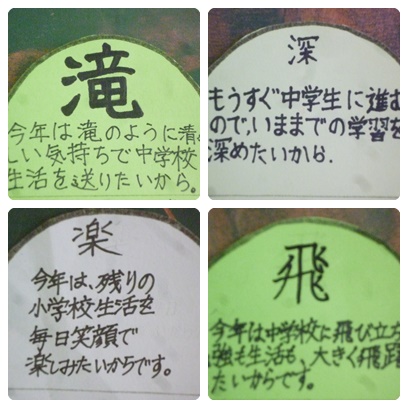 滝
今年は滝のように清
しい気持ちで中学校
生活を送りたいから。
深
もうすぐ中学生に進む
ので、いままでの学習を
深めたいから.
楽
今年は、残りの
小学校生活を
毎日笑顔で
楽しみたいからです。
飛
今年は中学校に飛び立ち
強も生活も、大きく飛躍
たいからです。